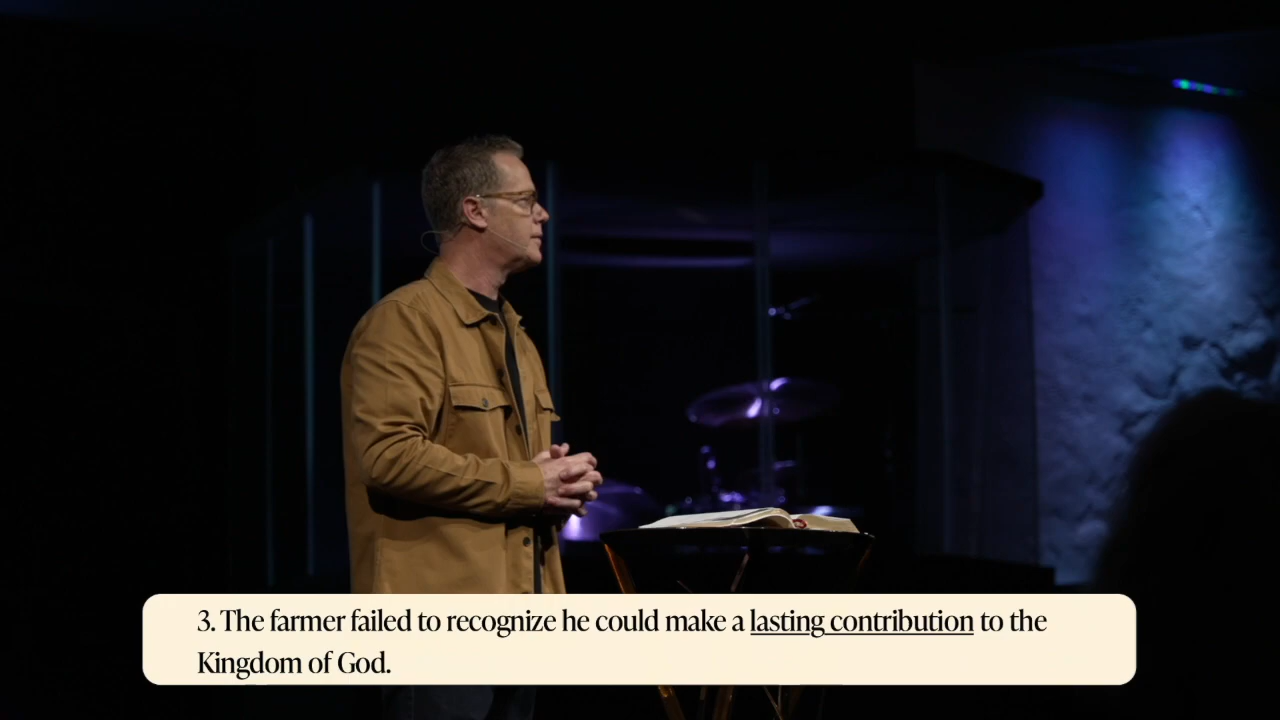 3. The farmer failed to recognize he could make a lasting contribution to the
Kingdom of God.